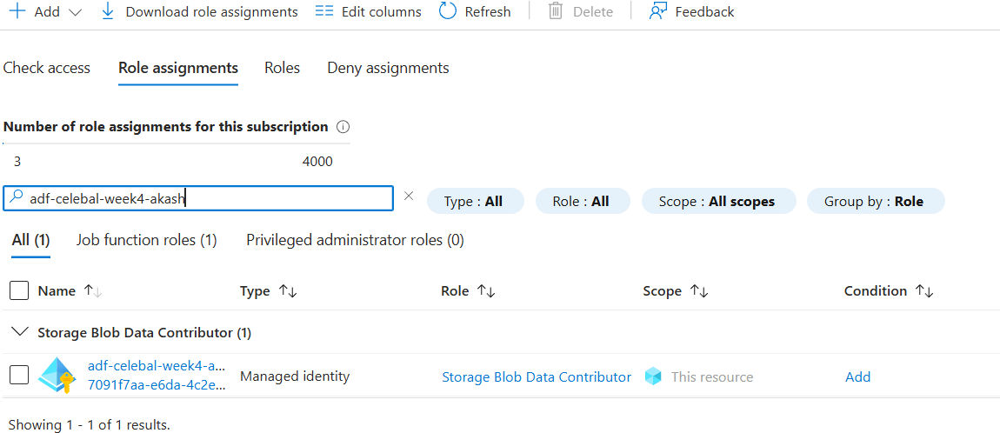 Add Download role assignments Edit columns Refresh Delete Feedback
Check access Role assignments Roles Deny assignments
Number of role assignments for this subscription
3 4000
adf-celebal-week4-akash Type : All Role : All Scope : All scopes Group by : Role
All (1) Job function roles (1) Privileged administrator roles (0)
Name Type Role Scope Condition
Storage Blob Data Contributor (1)
adf-celebal-week4-a...
7091f7aa-e6da-4c2e... Managed identity Storage Blob Data Contributor This resource Add
Showing 1 - 1 of 1 results.